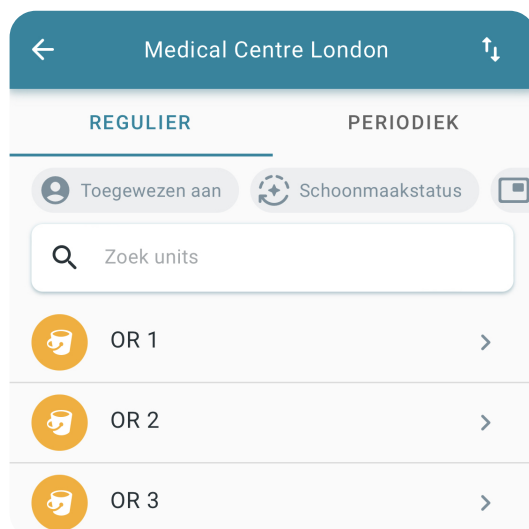 Medical Centre London
REGULIER PERIODIEK
Toegewezen aan Schoonmaakstatus
Zoek units
OR 1
OR 2
OR 3